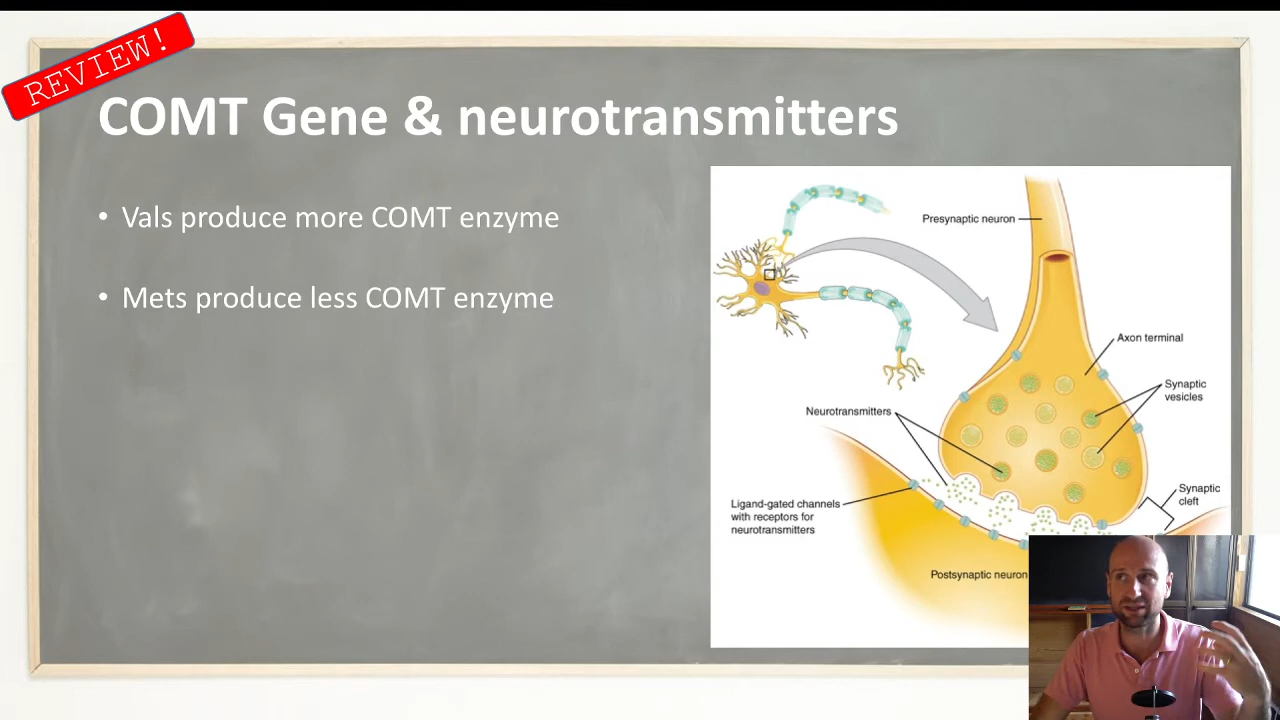 REVIEW!
COMT Gene & neurotransmitters
• Vals produce more COMT enzyme
• Mets produce less COMT enzyme
Presynaptic neuron
Axon terminal
Synaptic
vesicles
Neurotransmitters
Ligand-gated channels
with receptors for
neurotransmitters
Synaptic
cleft
Postsynaptic neuron